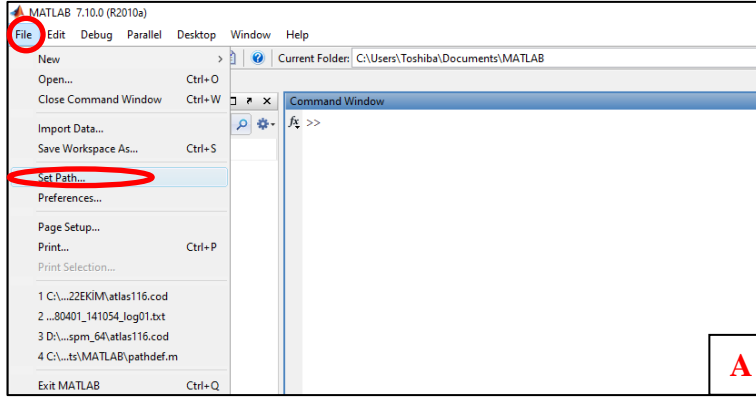 MATLAB 7.10.0 (R2010a)
File Edit Debug Parallel Desktop Window Help
New
Current Folder: C:\Users\Toshiba\Documents\MATLAB
Open... Ctrl+O
Close Command Window Ctrl+W
Command Window
Import Data...
fx >>
Save Workspace As... Ctrl+S
Set Path...
Preferences...
Page Setup...
Print... Ctrl+P
Print Selection...
1 C:\...22EKİM\atlas116.cod
2 ...80401_141054_log01.txt
3 D:\...spm_64\atlas116.cod
4 C:\...ts\MATLAB\pathdef.m
Exit MATLAB Ctrl+Q
A